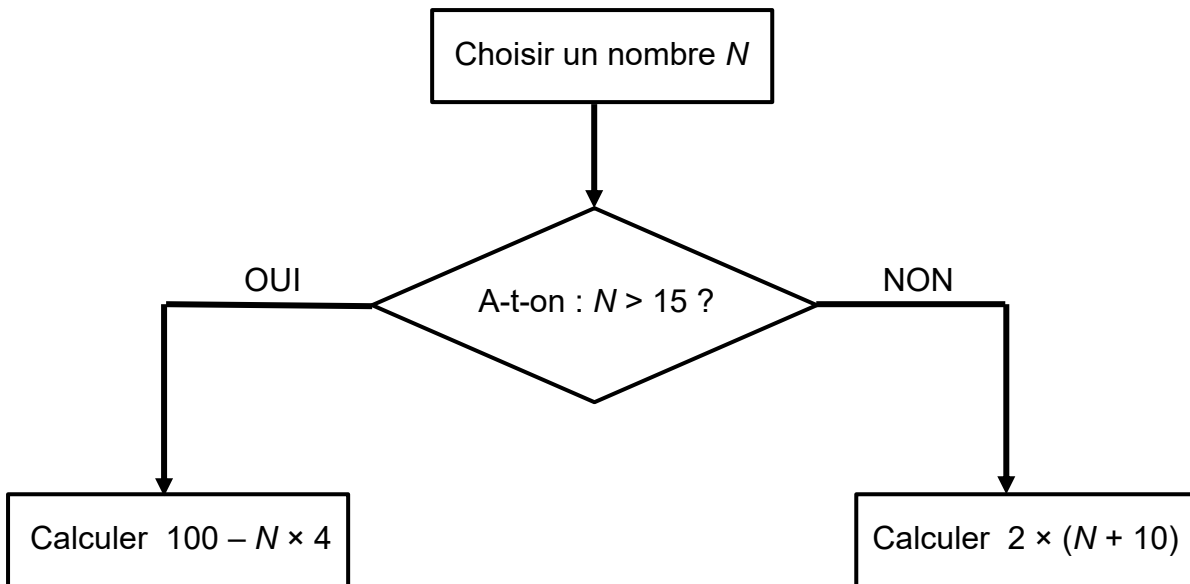 Choisir un nombre N
OUI
A-t-on : N > 15 ?
NON
Calculer 100 – N × 4
Calculer 2 × (N + 10)